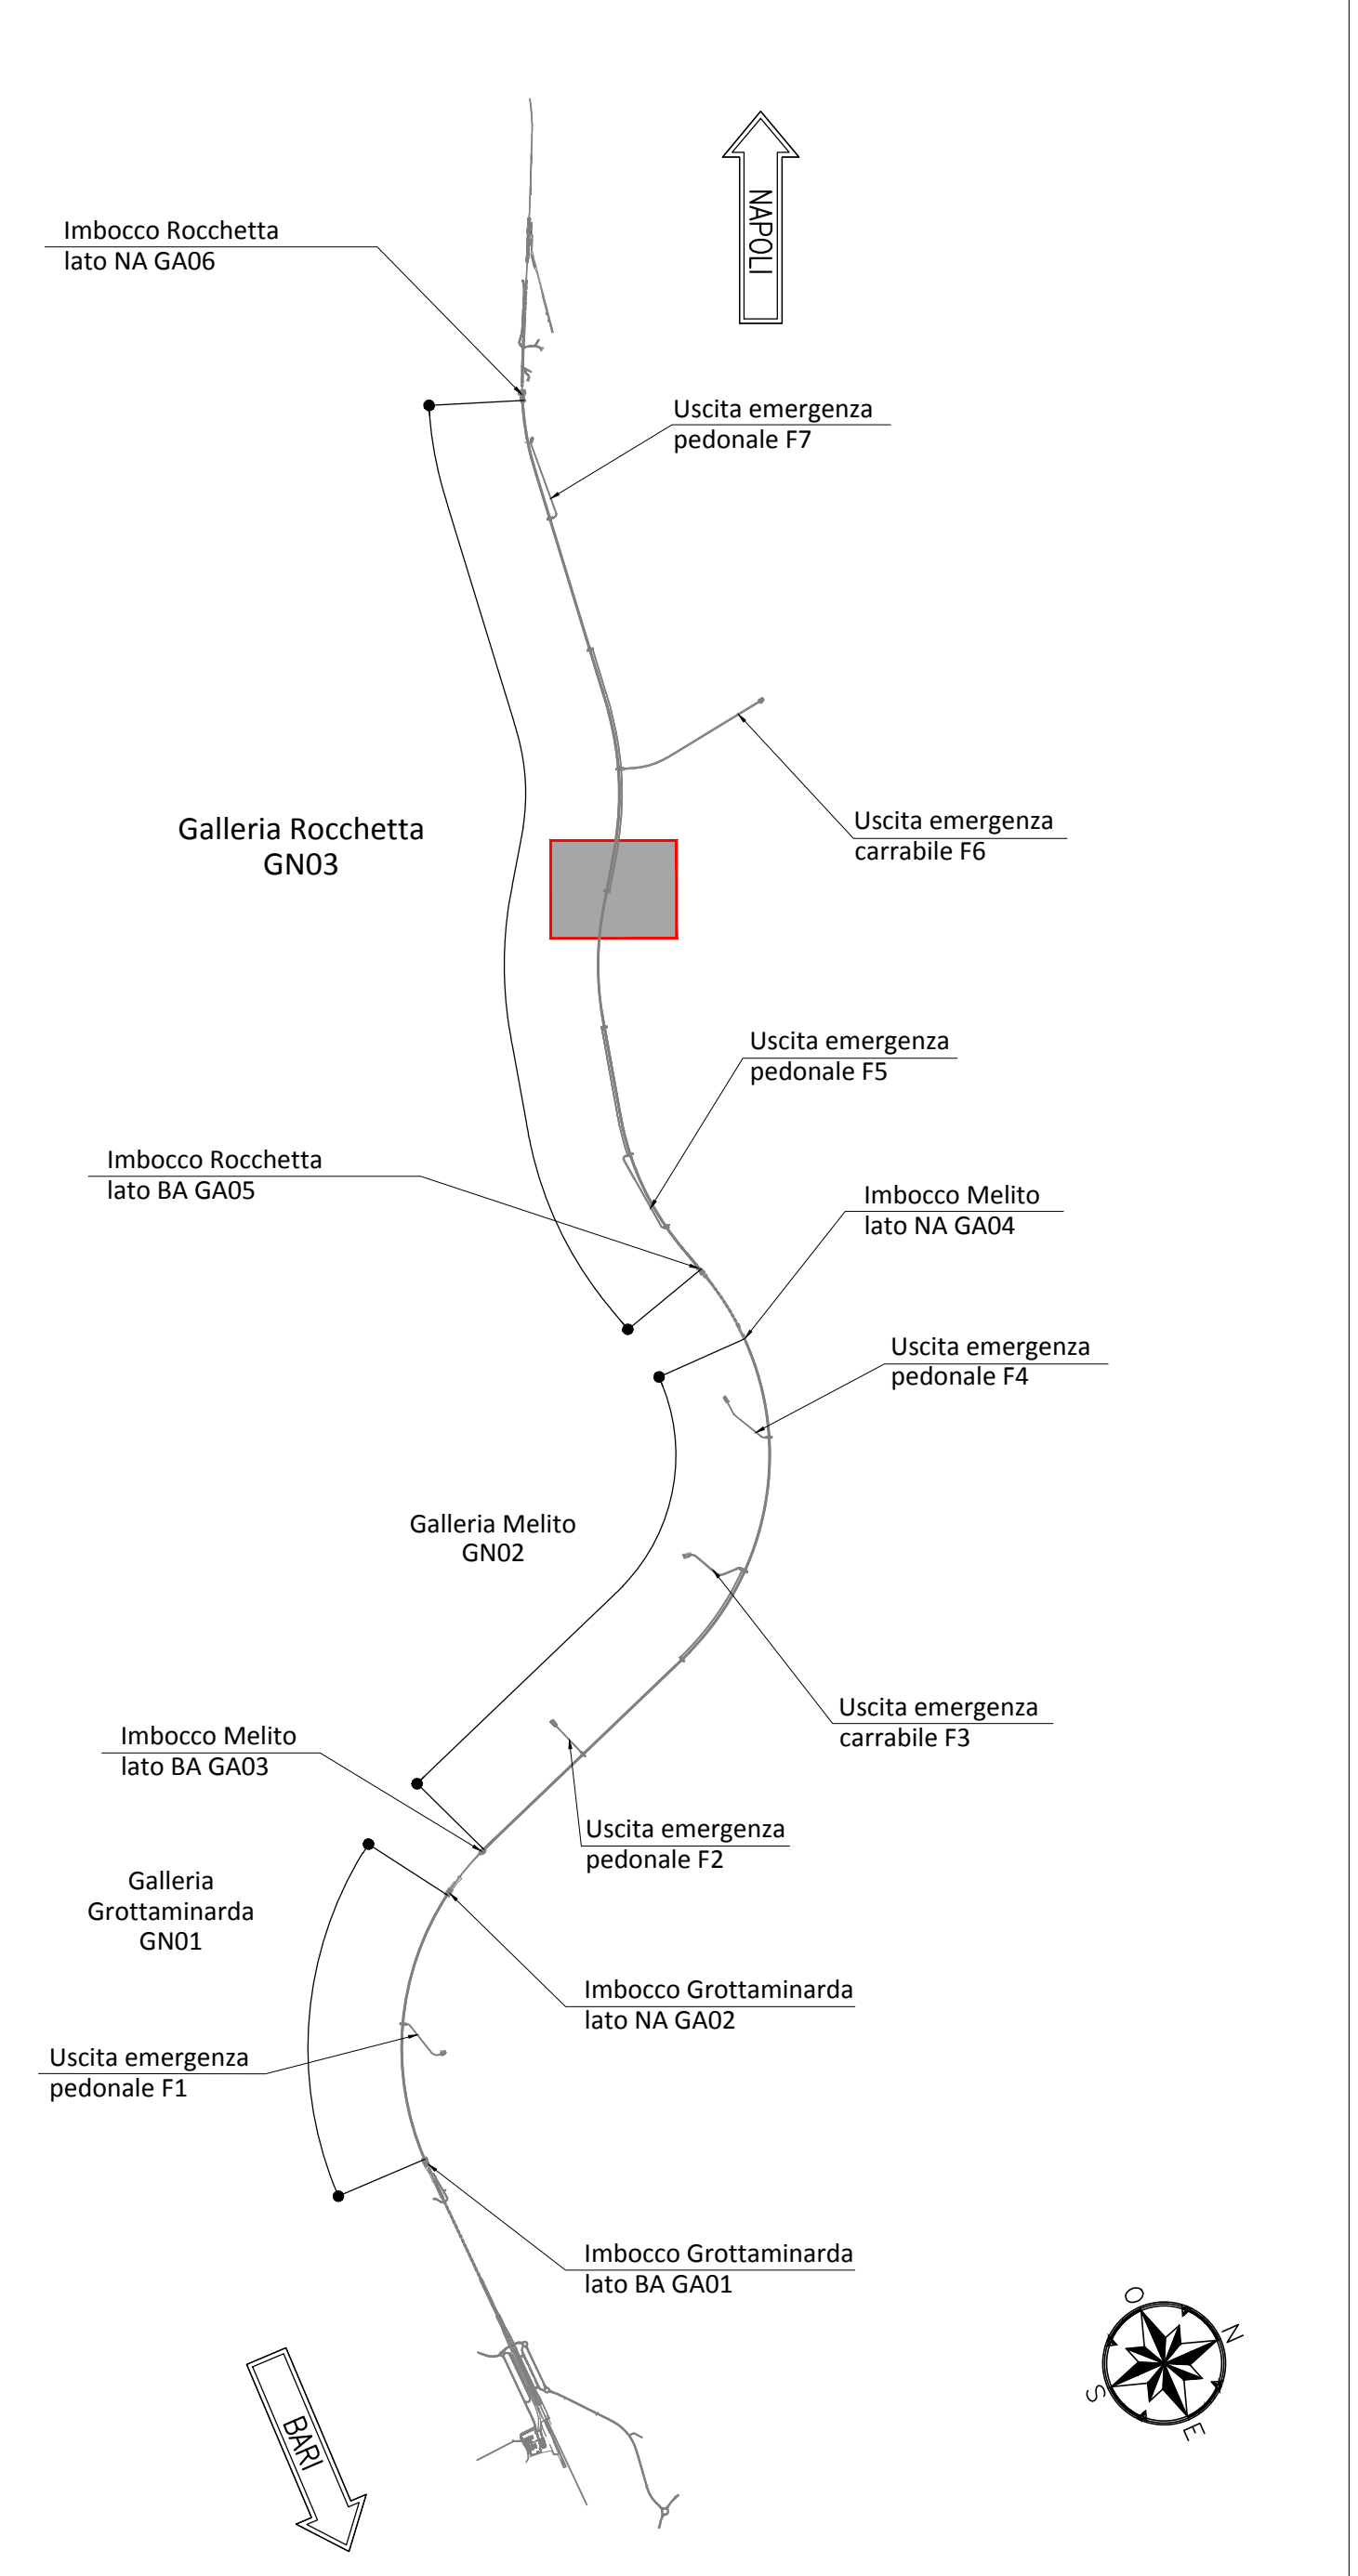 NAPOLI
Imbocco Rocchetta
lato NA GA06
Uscita emergenza
pedonale F7
Galleria Rocchetta
GN03
Uscita emergenza
carrabile F6
Uscita emergenza
pedonale F5
Imbocco Rocchetta
lato BA GA05
Imbocco Melito
lato NA GA04
Uscita emergenza
pedonale F4
Galleria Melito
GN02
Uscita emergenza
carrabile F3
Imbocco Melito
lato BA GA03
Uscita emergenza
pedonale F2
Galleria
Grottaminarda
GN01
Imbocco Grottaminarda
lato NA GA02
Uscita emergenza
pedonale F1
Imbocco Grottaminarda
lato BA GA01
BARI
O
N
S
E